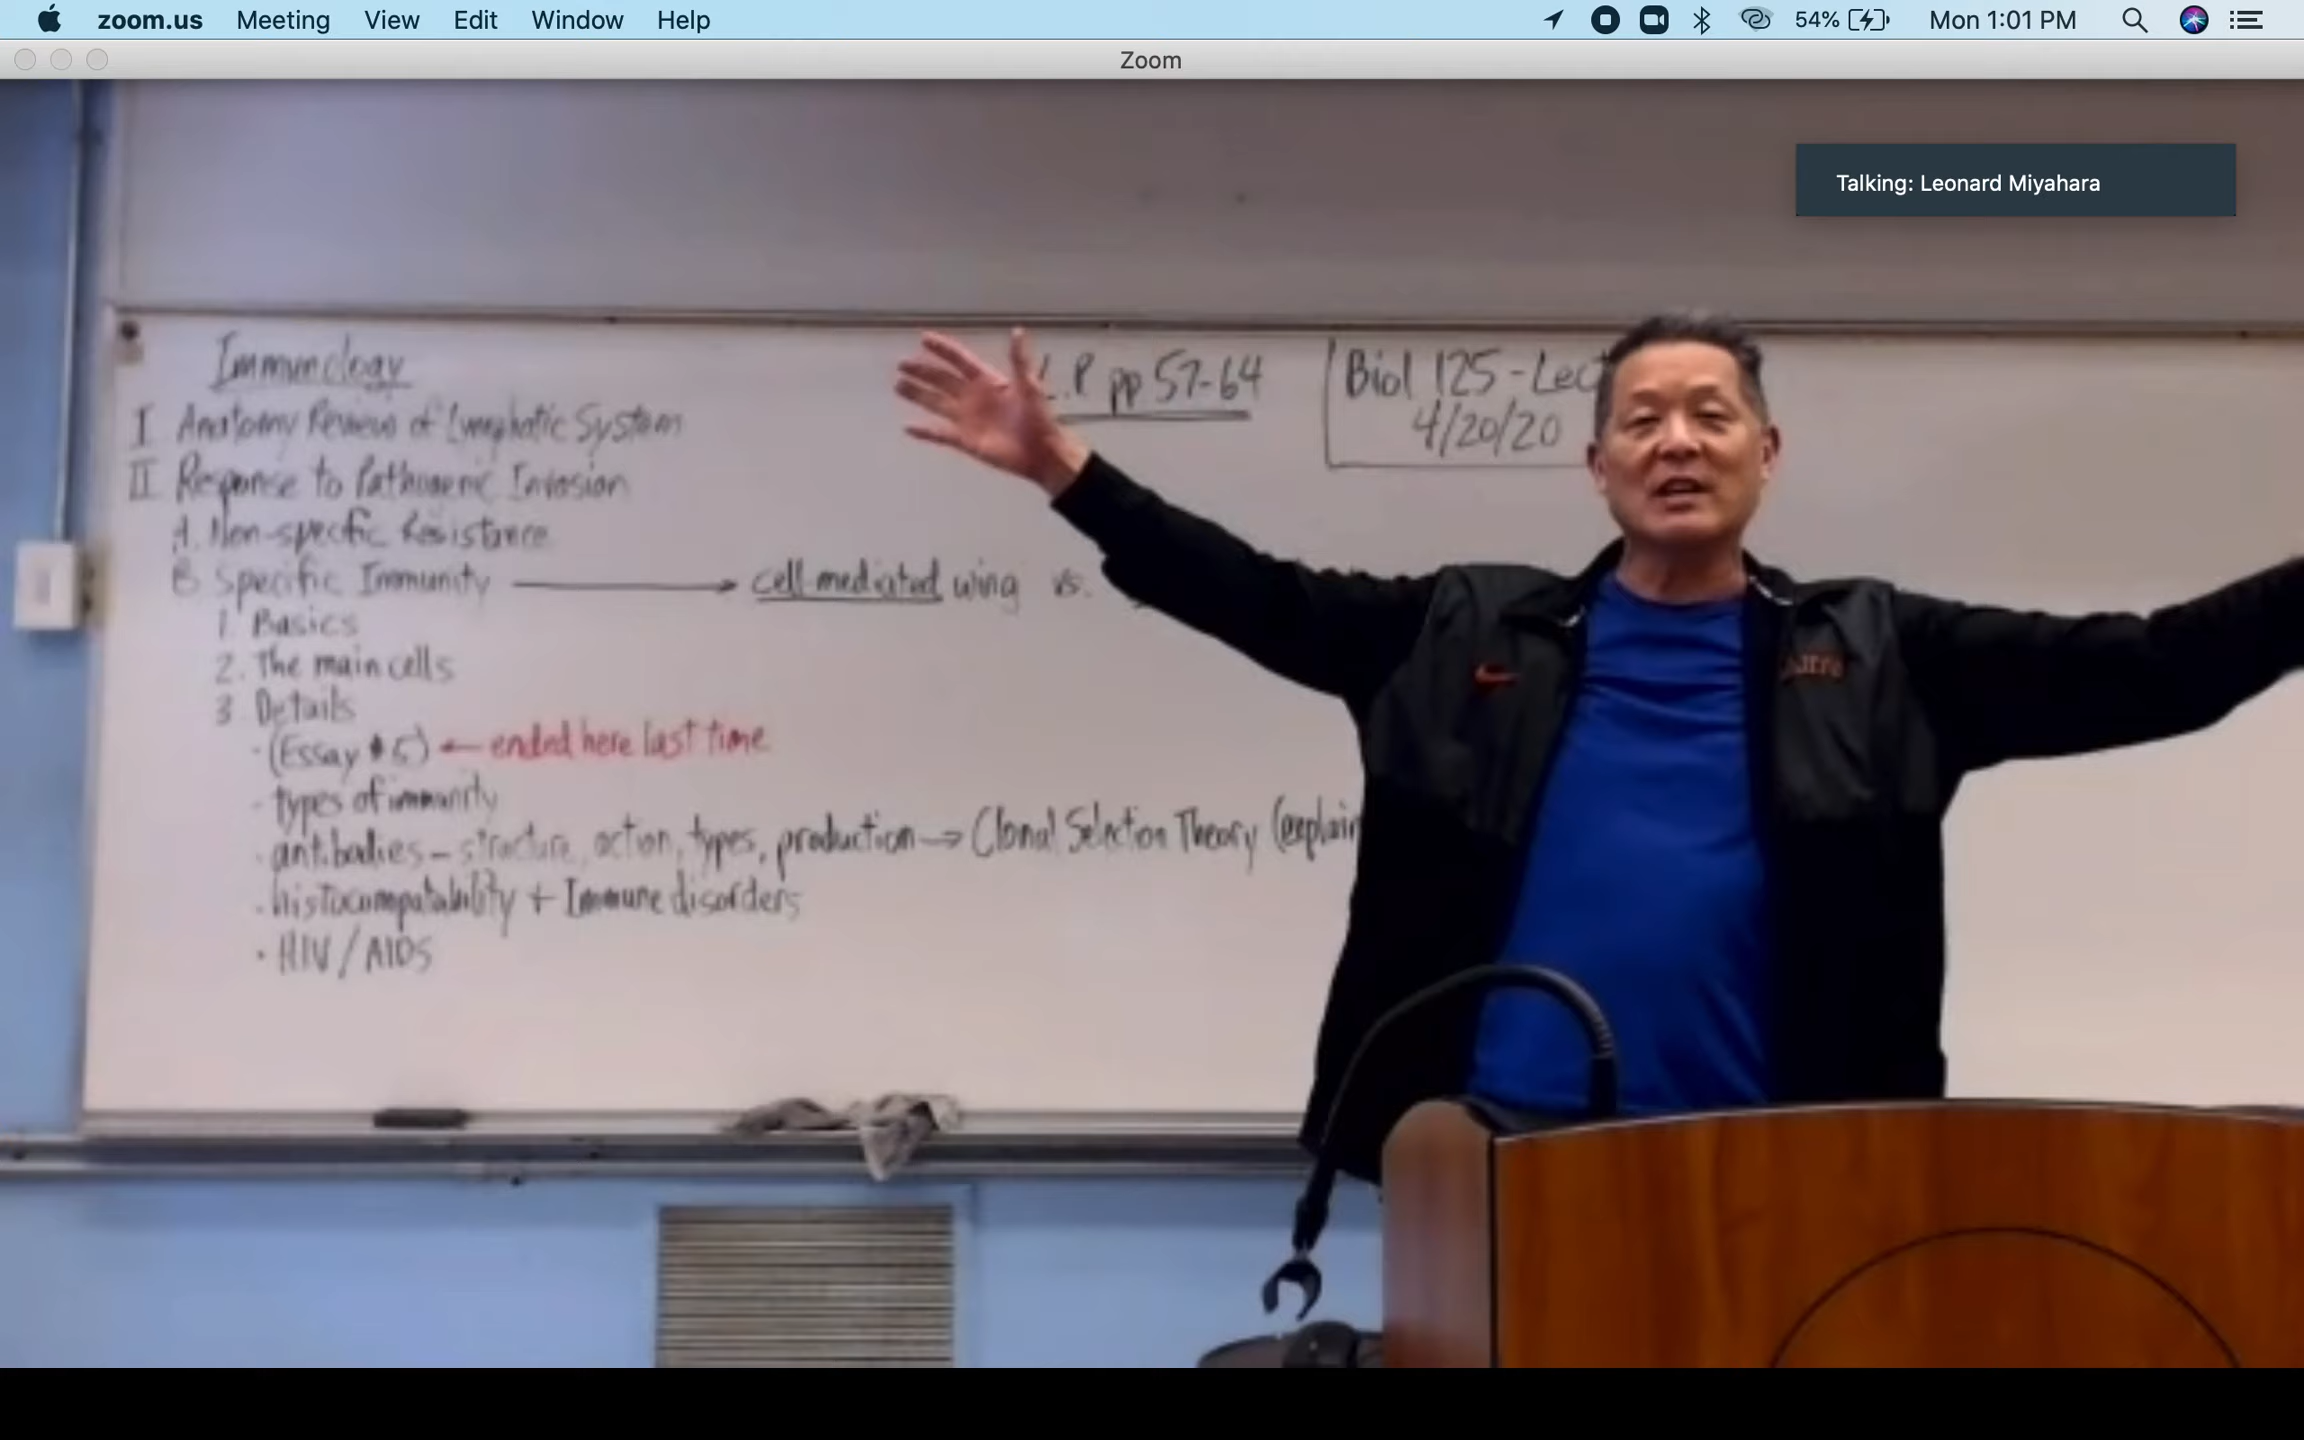 zoom.us Meeting View Edit Window Help 54% Mon 1:01 PM
Zoom
Talking: Leonard Miyahara
Immunology
L.P pp 57-64
Biol 125-Lect
4/20/20
I Anatomy Review of Lymphatic System
II Response to Pathogenic Invasion
A. Non-specific Resistance
B Specific Immunity → cell-mediated wing vs.
1. Basics
2. The main cells
3 Details
· (Essay #5) ← ended here last time
· types of immunity
· antibodies - structure, action, types, production → Clonal Selection Theory (explain
· histocompatability + Immune disorders
· HIV/AIDS